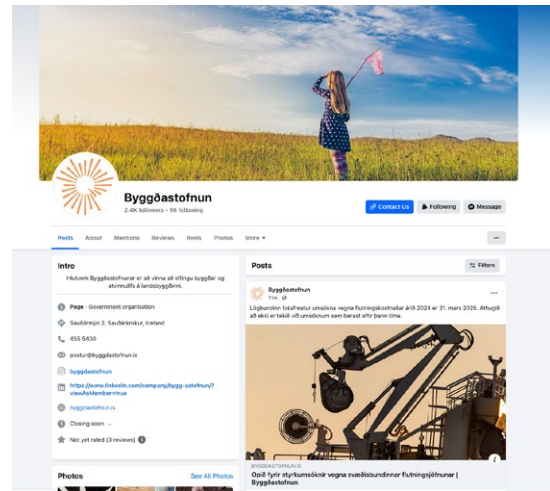 Byggðastofnun
2.4K followers • 56 following
Contact Us
Following
Message
Posts
About
Mentions
Reviews
Reels
Photos
More
Intro
Hlutverk Byggðastofnunar er að vinna að eflingu byggðar og
atvinnulífs á landsbyggðinni.
Page · Government organisation
Sauðármýri 2, Sauðárkrókur, Iceland
455 5400
postur@byggdastofnun.is
byggdastofnun
https://www.linkedin.com/company/bygg-astofnun/?
viewAsMember=true
byggdastofnun.is
Closing soon
Not yet rated (3 reviews)
Photos
See All Photos
Posts
Filters
Byggðastofnun
Lögbundinn lokafrestur umsókna vegna flutningskostnaðar árið 2024 er 31. mars 2025. Athugið
að ekki er tekið við umsóknum sem berast eftir þann tíma.
BYGGDASTOFNUN.IS
Opið fyrir styrkumsóknir vegna svæðisbundinnar flutningsjöfnunar |
Byggðastofnun